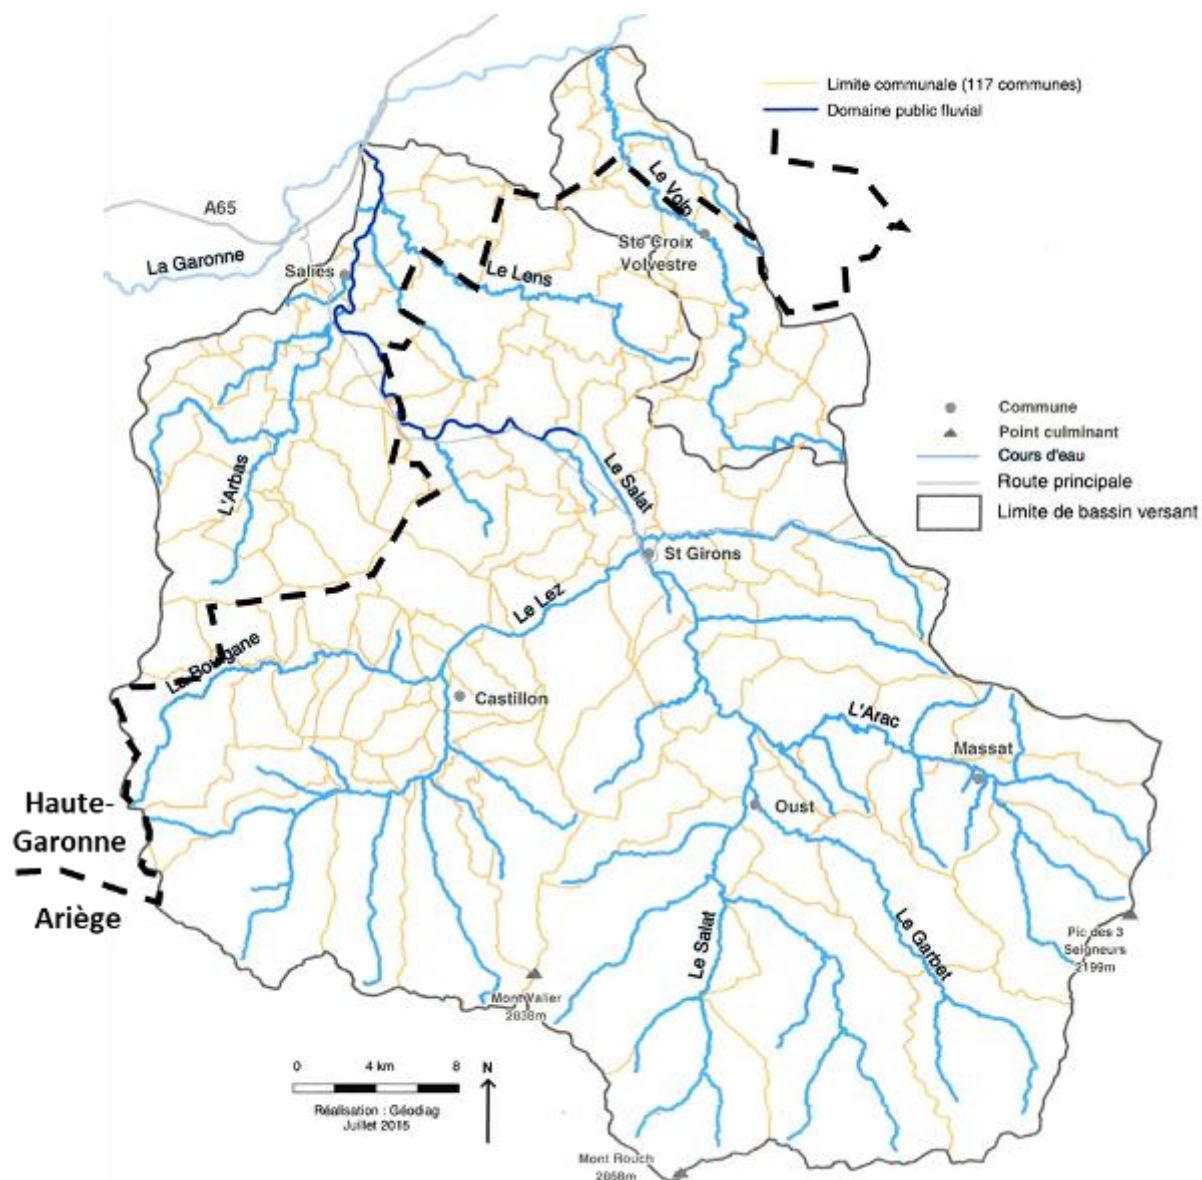 Limite communale (117 communes)
Domaine public fluvial
A65
La Garonne
Salies
Le Volp
Ste Croix
Volvestre
Le Lens
Commune
Point culminant
Cours d'eau
Route principale
Limite de bassin versant
L'Arbas
Le Salat
St Girons
Le Lez
La Bougane
Castillon
L'Arac
Massat
Oust
Haute-
Garonne
Ariège
Le Salat
Le Garbet
Pic des 3
Seigneurs
2199m
Mont Valier
2838m
0 4 km 8
N
Réalisation : Géodiag
Juillet 2015
Mont Rouch
2858m